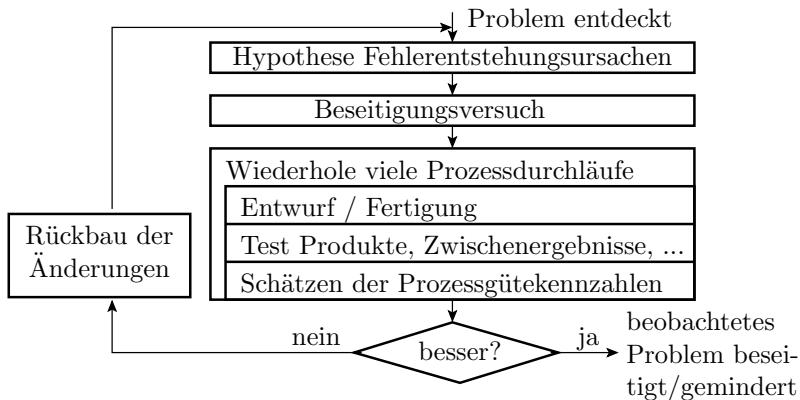 Problem entdeckt
Hypothese Fehlerentstehungsursachen
Beseitigungsversuch
Wiederhole viele Prozessdurchläufe
Entwurf / Fertigung
Test Produkte, Zwischenergebnisse, ...
Schätzen der Prozessgütekennzahlen
Rückbau der
Änderungen
nein
besser?
ja
beobachtetes
Problem besei-
tigt/gemindert